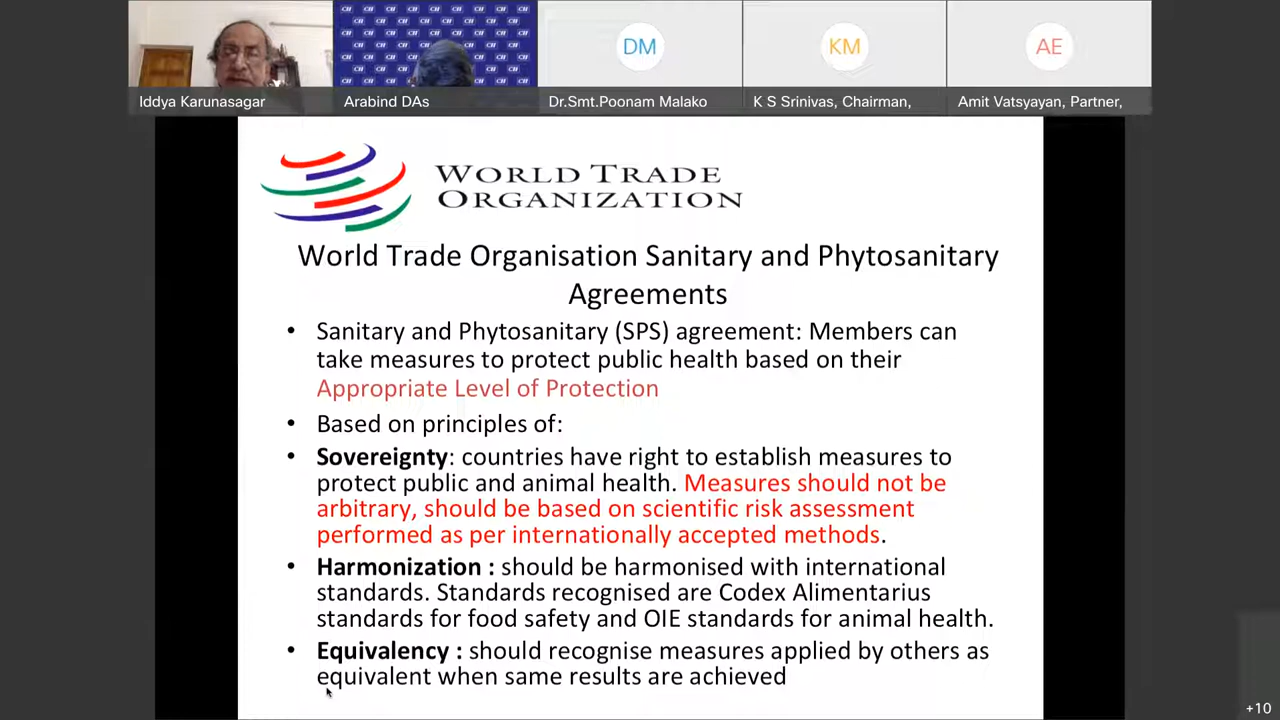 DM
KM
AE
Iddya Karunasagar
Arabind DAs
Dr.Smt.Poonam Malako
K S Srinivas, Chairman,
Amit Vatsyayan, Partner,
WORLD TRADE
ORGANIZATION
World Trade Organisation Sanitary and Phytosanitary
Agreements
• Sanitary and Phytosanitary (SPS) agreement: Members can
take measures to protect public health based on their
Appropriate Level of Protection
• Based on principles of:
• Sovereignty: countries have right to establish measures to
protect public and animal health. Measures should not be
arbitrary, should be based on scientific risk assessment
performed as per internationally accepted methods.
• Harmonization : should be harmonised with international
standards. Standards recognised are Codex Alimentarius
standards for food safety and OIE standards for animal health.
• Equivalency : should recognise measures applied by others as
equivalent when same results are achieved
+10